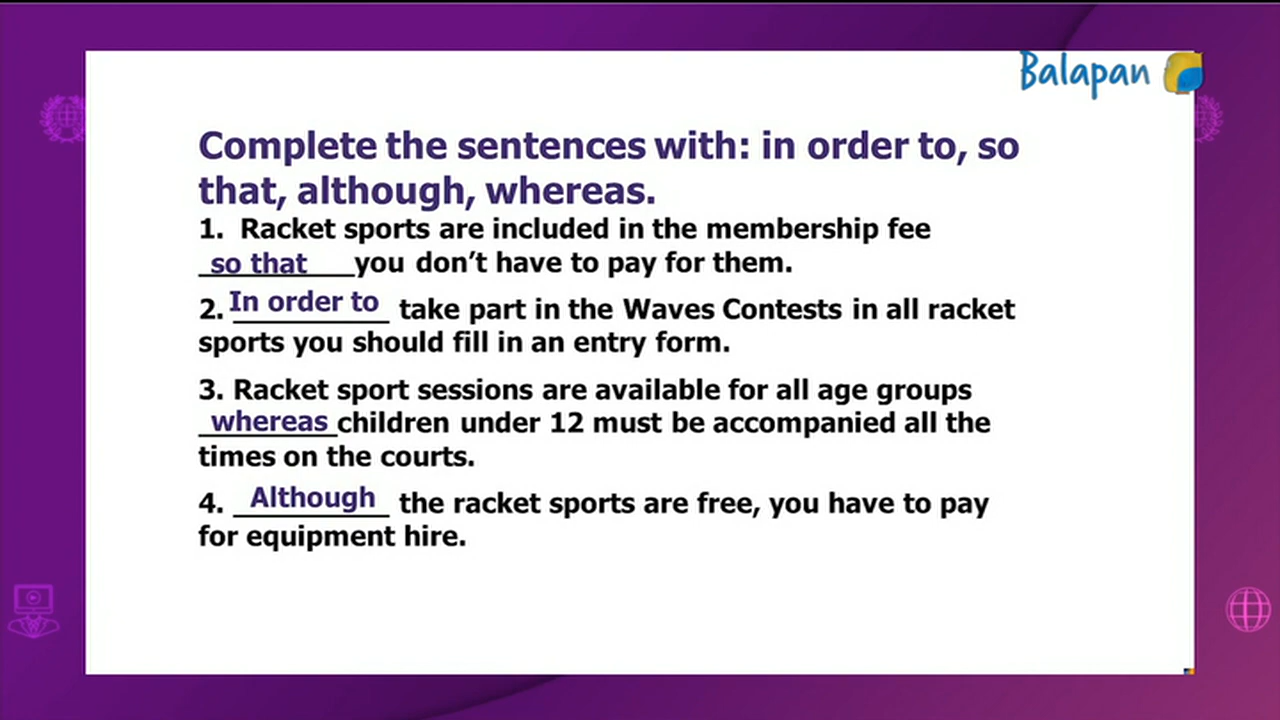 Balapan
Complete the sentences with: in order to, so
that, although, whereas.
1. Racket sports are included in the membership fee
so that you don't have to pay for them.
2. In order to take part in the Waves Contests in all racket
sports you should fill in an entry form.
3. Racket sport sessions are available for all age groups
whereas children under 12 must be accompanied all the
times on the courts.
4. Although the racket sports are free, you have to pay
for equipment hire.